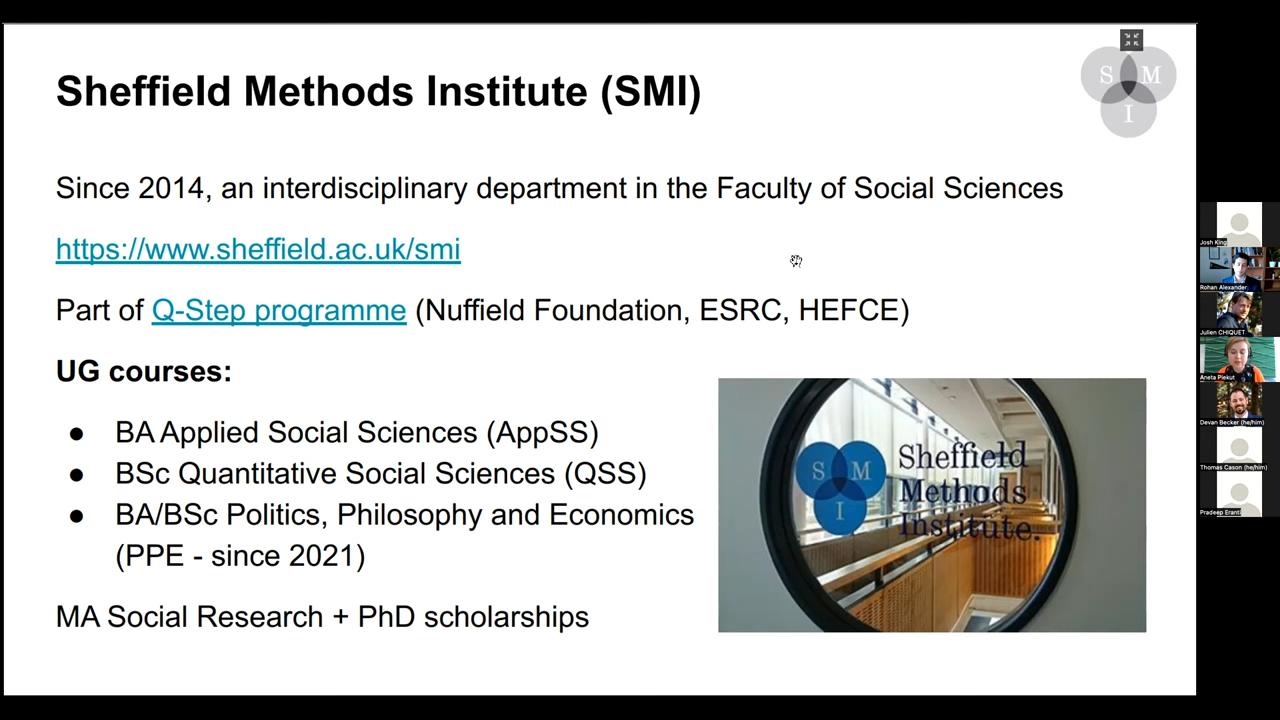 Sheffield Methods Institute (SMI)
S M
I
Since 2014, an interdisciplinary department in the Faculty of Social Sciences
https://www.sheffield.ac.uk/smi
Part of Q-Step programme (Nuffield Foundation, ESRC, HEFCE)
UG courses:
● BA Applied Social Sciences (AppSS)
● BSc Quantitative Social Sciences (QSS)
● BA/BSc Politics, Philosophy and Economics
(PPE - since 2021)
MA Social Research + PhD scholarships
S M
I
Sheffield
Methods
Institute.
Josh King
Rohan Alexander
Julien CHIQUET
Aneta Piekut
Devan Becker (he/him)
Thomas Cason (he/him)
Pradeep Eranti